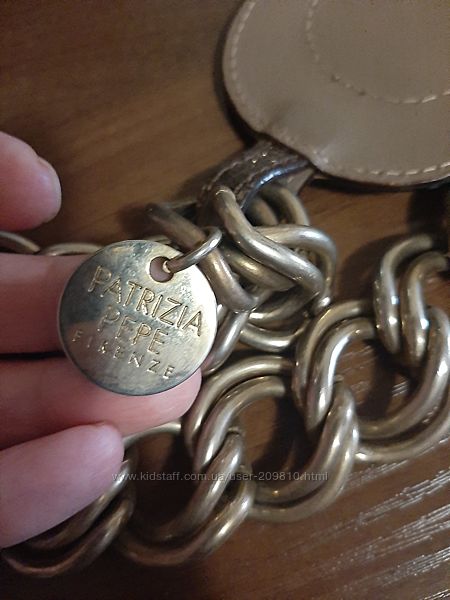 PATRIZIA
PEPE
FIRENZE
www.kidstaff.com.ua/user-209810.html